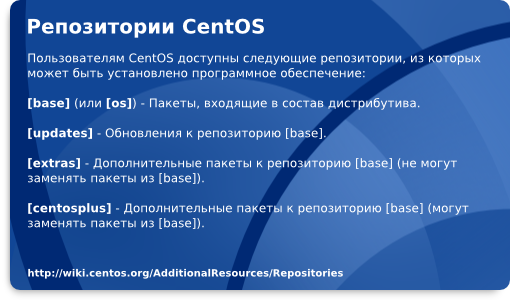 Репозитории CentOS
Пользователям CentOS доступны следующие репозитории, из которых
может быть установлено программное обеспечение:
[base] (или [os]) - Пакеты, входящие в состав дистрибутива.
[updates] - Обновления к репозиторию [base].
[extras] - Дополнительные пакеты к репозиторию [base] (не могут
заменять пакеты из [base]).
[centosplus] - Дополнительные пакеты к репозиторию [base] (могут
заменять пакеты из [base]).
http://wiki.centos.org/AdditionalResources/Repositories